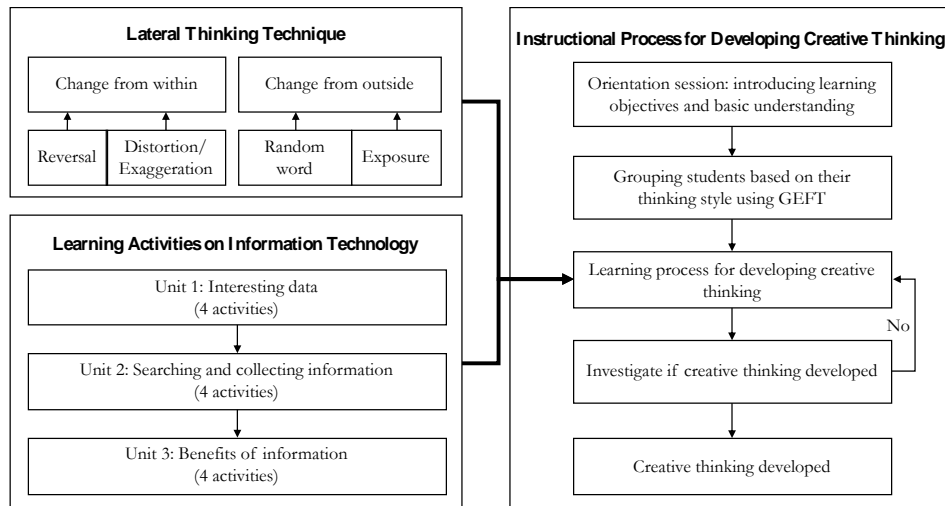 Lateral Thinking Technique
Change from within
Change from outside
Reversal
Distortion/
Exaggeration
Random
word
Exposure
Learning Activities on Information Technology
Unit 1: Interesting data
(4 activities)
Unit 2: Searching and collecting information
(4 activities)
Unit 3: Benefits of information
(4 activities)
Instructional Process for Developing Creative Thinking
Orientation session: introducing learning
objectives and basic understanding
Grouping students based on their
thinking style using GEFT
Learning process for developing creative
thinking
No
Investigate if creative thinking developed
Creative thinking developed